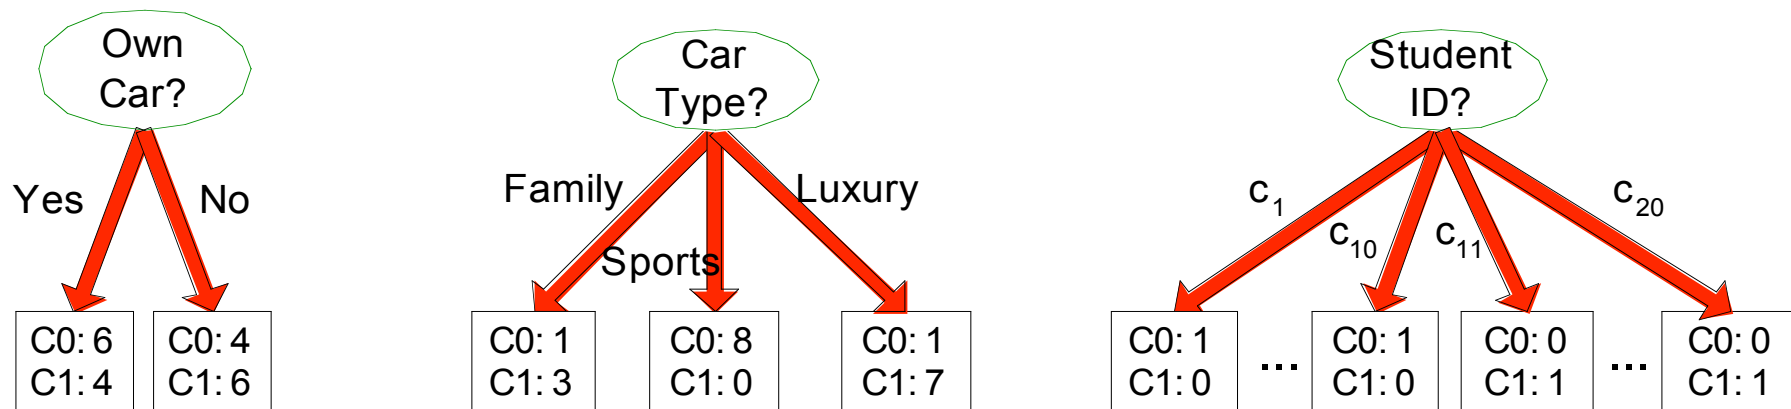 Own
Car?
Yes
No
C0: 6
C1: 4
C0: 4
C1: 6
Car
Type?
Family
Sports
Luxury
C0: 1
C1: 3
C0: 8
C1: 0
C0: 1
C1: 7
Student
ID?
c1
c10
c11
c20
C0: 1
C1: 0
...
C0: 1
C1: 0
C0: 0
C1: 1
...
C0: 0
C1: 1